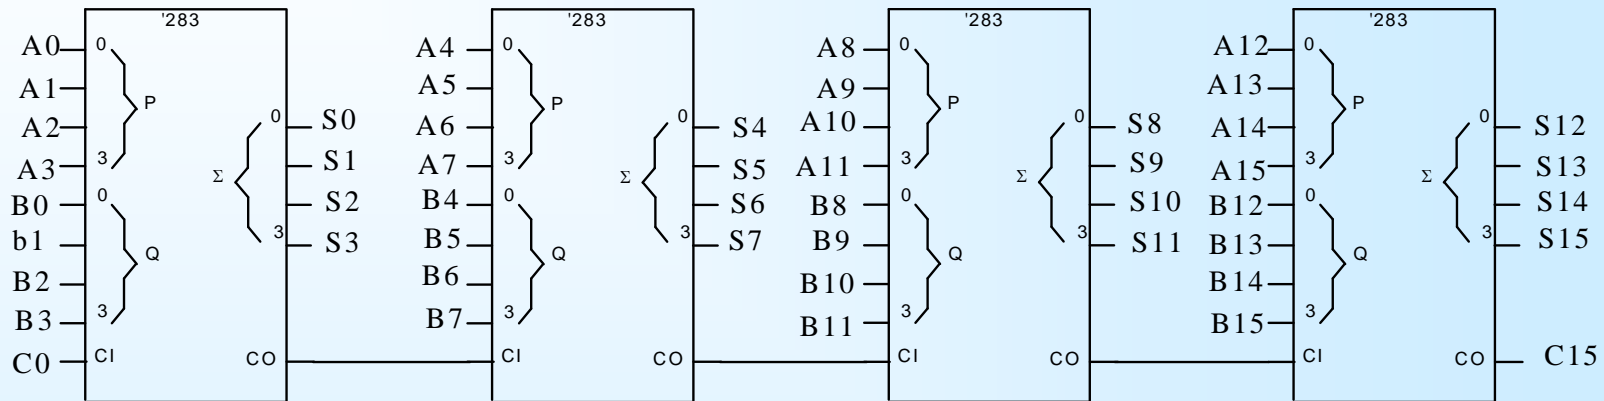 '283 '283 '283 '283
A0 0 A4 0 A8 0 A12 0
A1 A5 A9 A13
P P P P
A2 0 S0 A6 0 S4 A10 0 S8 A14 0 S12
A3 3 S1 A7 3 S5 A11 3 S9 A15 3 S13
Σ Σ Σ Σ
B0 0 S2 B4 0 S6 B8 0 S10 B12 0 S14
b1 3 S3 B5 3 S7 B9 3 S11 B13 3 S15
Q Q Q Q
B2 B6 B10 B14
B3 3 B7 3 B11 3 B15 3
C0 CI CO CI CO CI CO CI CO C15